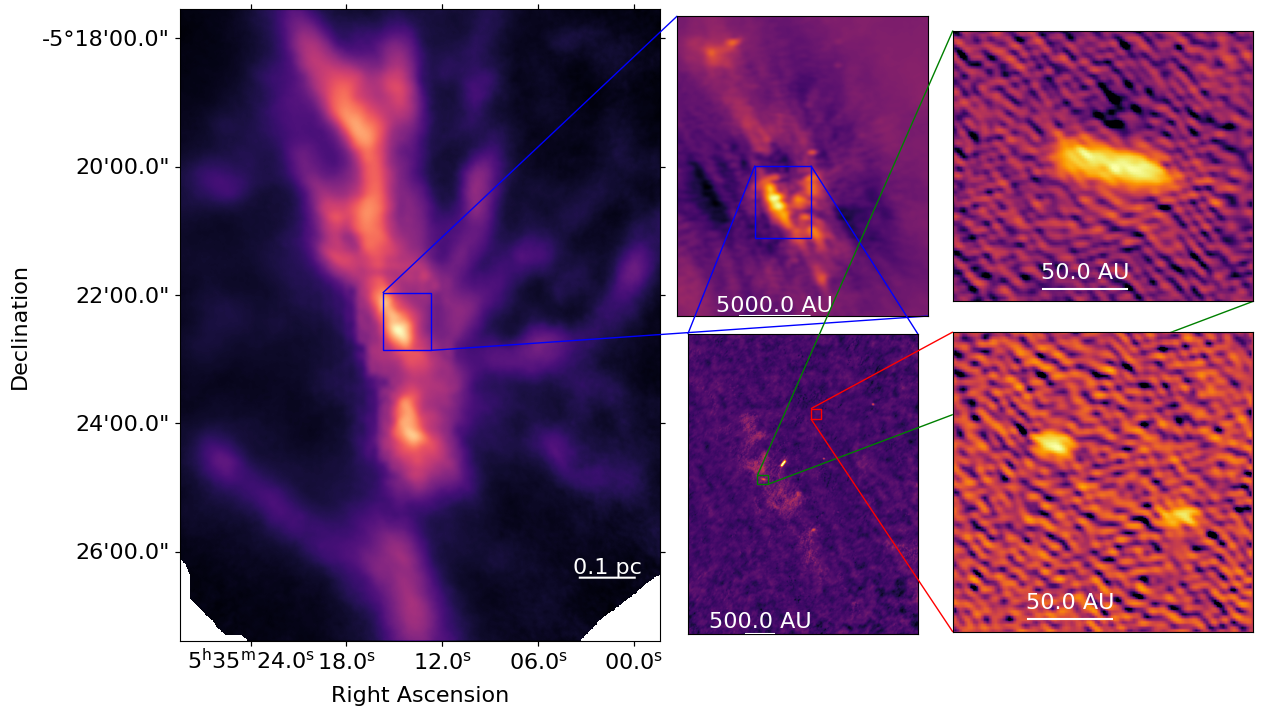 -5°18'00.0"
20'00.0"
22'00.0"
24'00.0"
26'00.0"
Declination
0.1 pc
5ʰ35ᵐ24.0ˢ 18.0ˢ 12.0ˢ 06.0ˢ 00.0ˢ
Right Ascension
5000.0 AU
500.0 AU
50.0 AU
50.0 AU